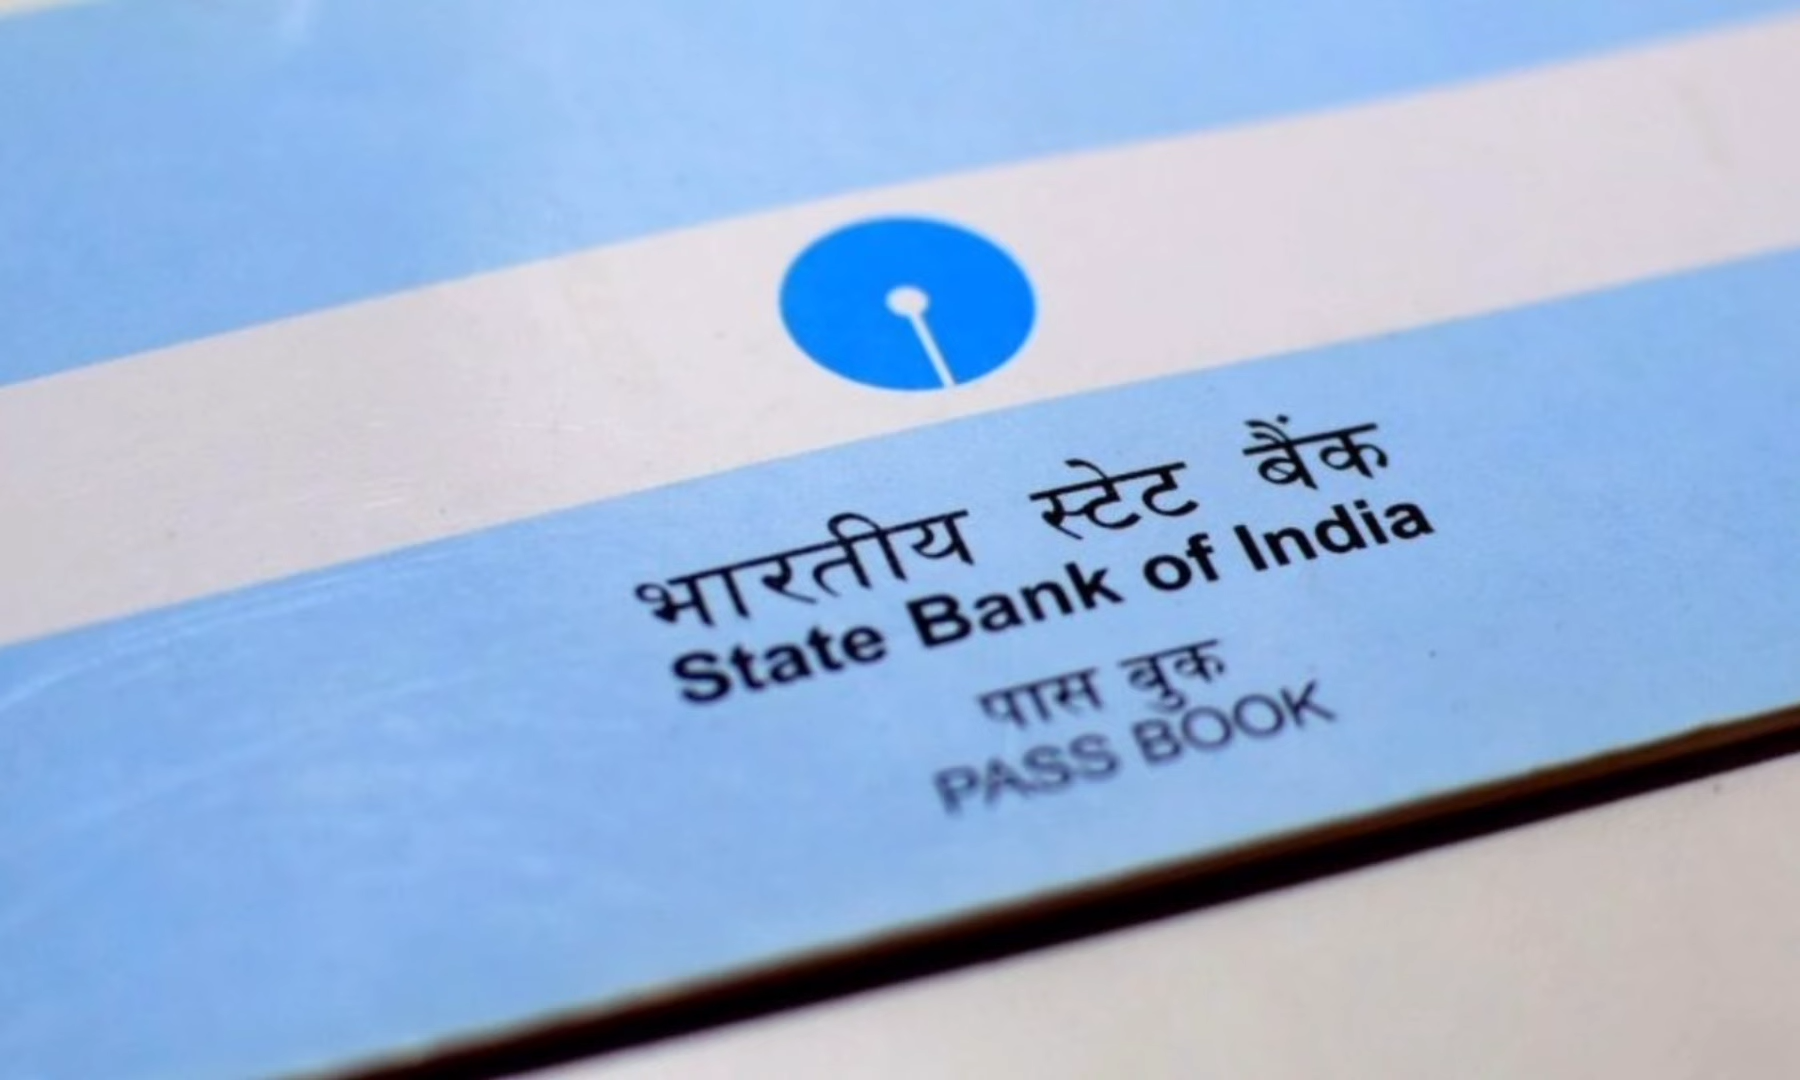 भारतीय स्टेट बैंक
State Bank of India
पास बुक
PASS BOOK